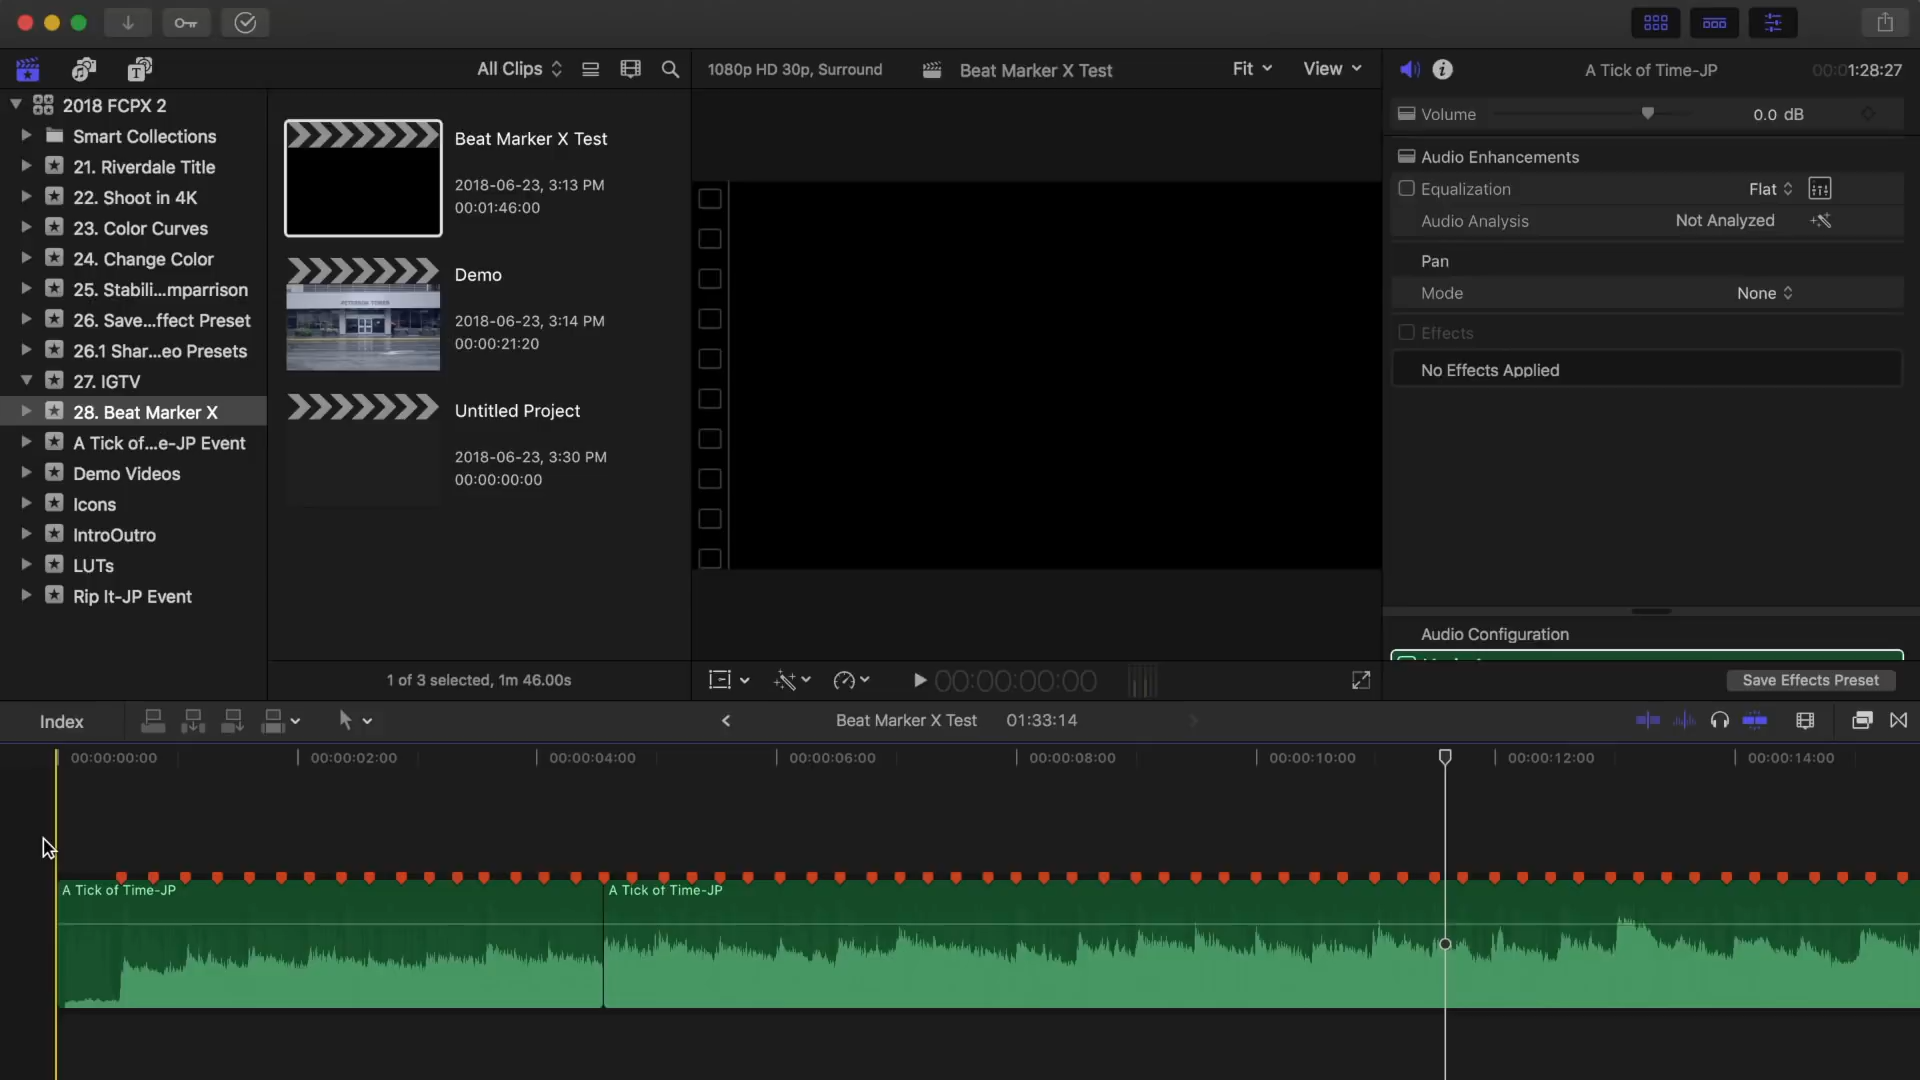 All Clips
1080p HD 30p, Surround
Beat Marker X Test
Fit
View
A Tick of Time-JP
00:01:28:27
2018 FCPX 2
Smart Collections
21. Riverdale Title
22. Shoot in 4K
23. Color Curves
24. Change Color
25. Stabili...mparrison
26. Save...ffect Preset
26.1 Shar...eo Presets
27. IGTV
28. Beat Marker X
A Tick of...e-JP Event
Demo Videos
Icons
IntroOutro
LUTs
Rip It-JP Event
Beat Marker X Test
2018-06-23, 3:13 PM
00:01:46:00
Demo
2018-06-23, 3:14 PM
00:00:21:20
Untitled Project
2018-06-23, 3:30 PM
00:00:00:00
1 of 3 selected, 1m 46.00s
00:00:00:00
Volume
0.0 dB
Audio Enhancements
Equalization
Flat
Audio Analysis
Not Analyzed
Pan
Mode
None
Effects
No Effects Applied
Audio Configuration
Save Effects Preset
Index
Beat Marker X Test
01:33:14
00:00:00:00
00:00:02:00
00:00:04:00
00:00:06:00
00:00:08:00
00:00:10:00
00:00:12:00
00:00:14:00
A Tick of Time-JP
A Tick of Time-JP